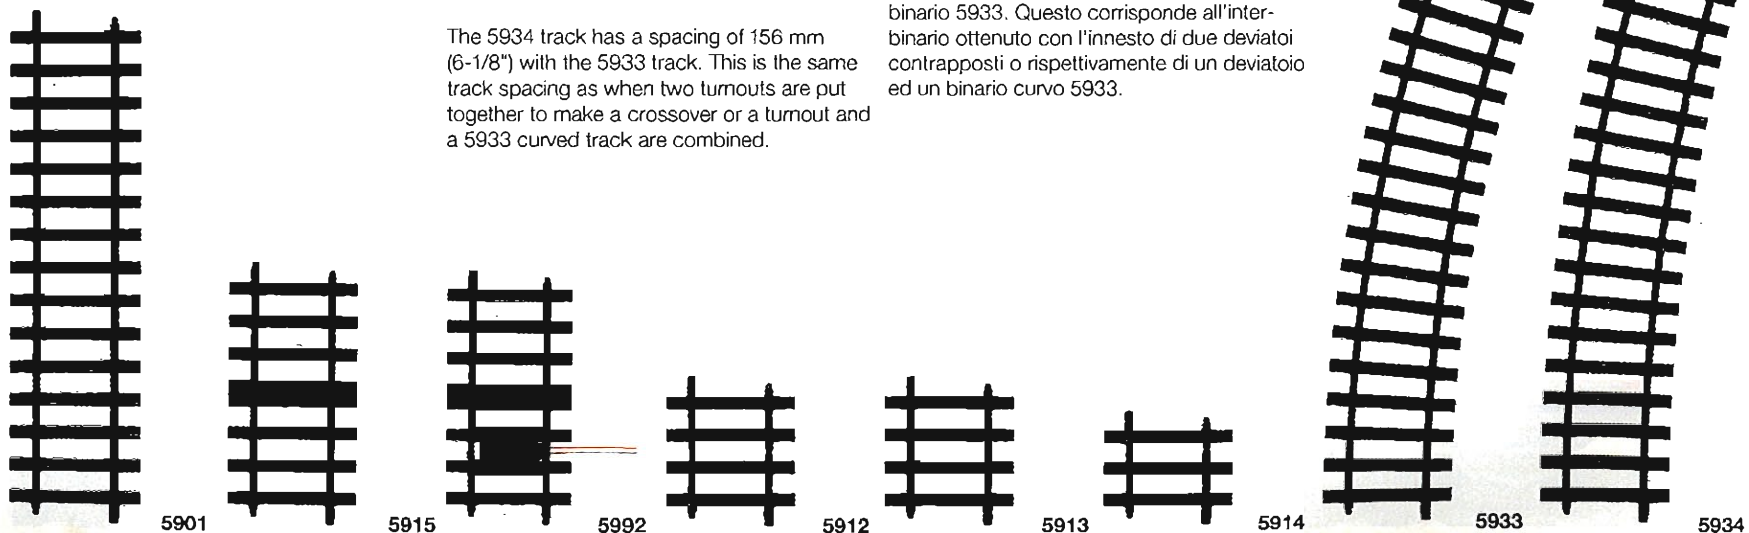 The 5934 track has a spacing of 156 mm
(6-1/8") with the 5933 track. This is the same
track spacing as when two turnouts are put
together to make a crossover or a turnout and
a 5933 curved track are combined.
binario 5933. Questo corrisponde all'inter-
binario ottenuto con l'innesto di due deviatoi
contrapposti o rispettivamente di un deviatoio
ed un binario curvo 5933.
5901
5915
5992
5912
5913
5914
5933
5934